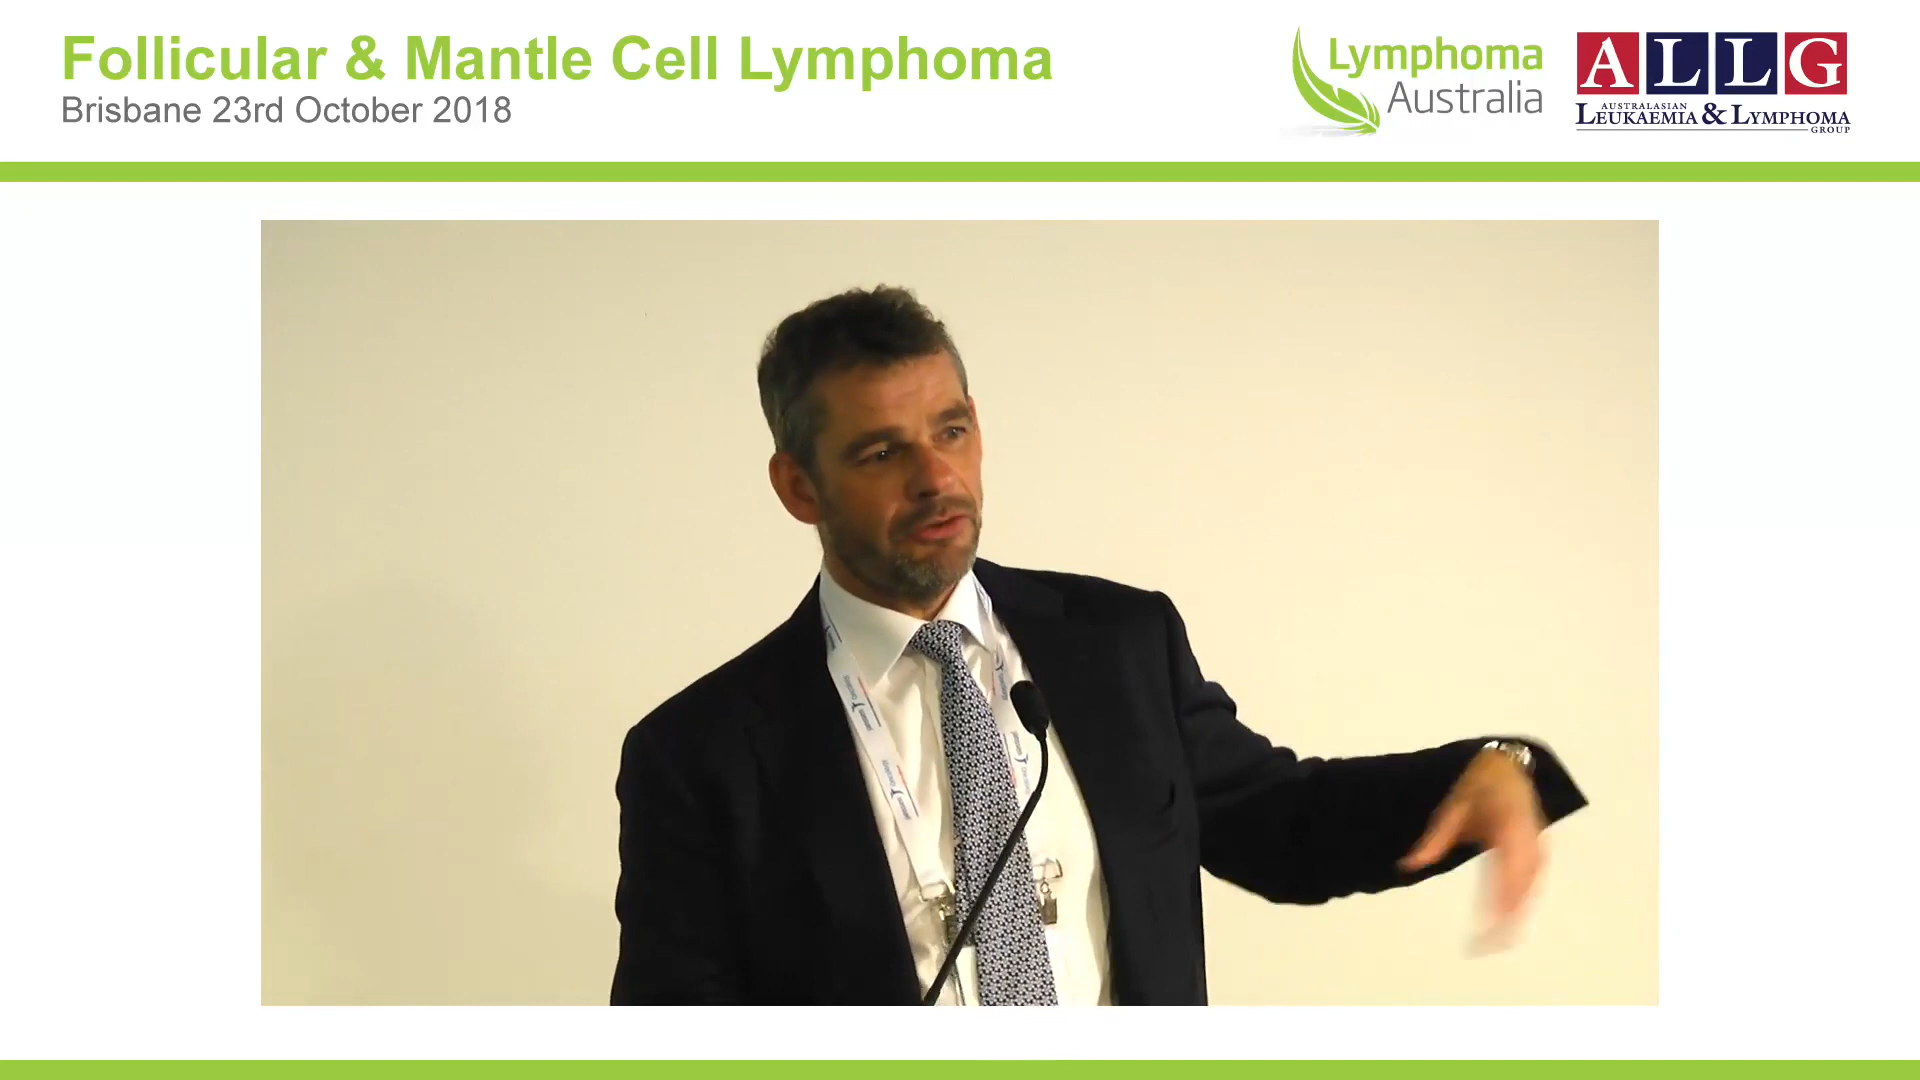 Follicular & Mantle Cell Lymphoma
Brisbane 23rd October 2018
Lymphoma
Australia
ALLG
AUSTRALASIAN
LEUKAEMIA & LYMPHOMA
GROUP